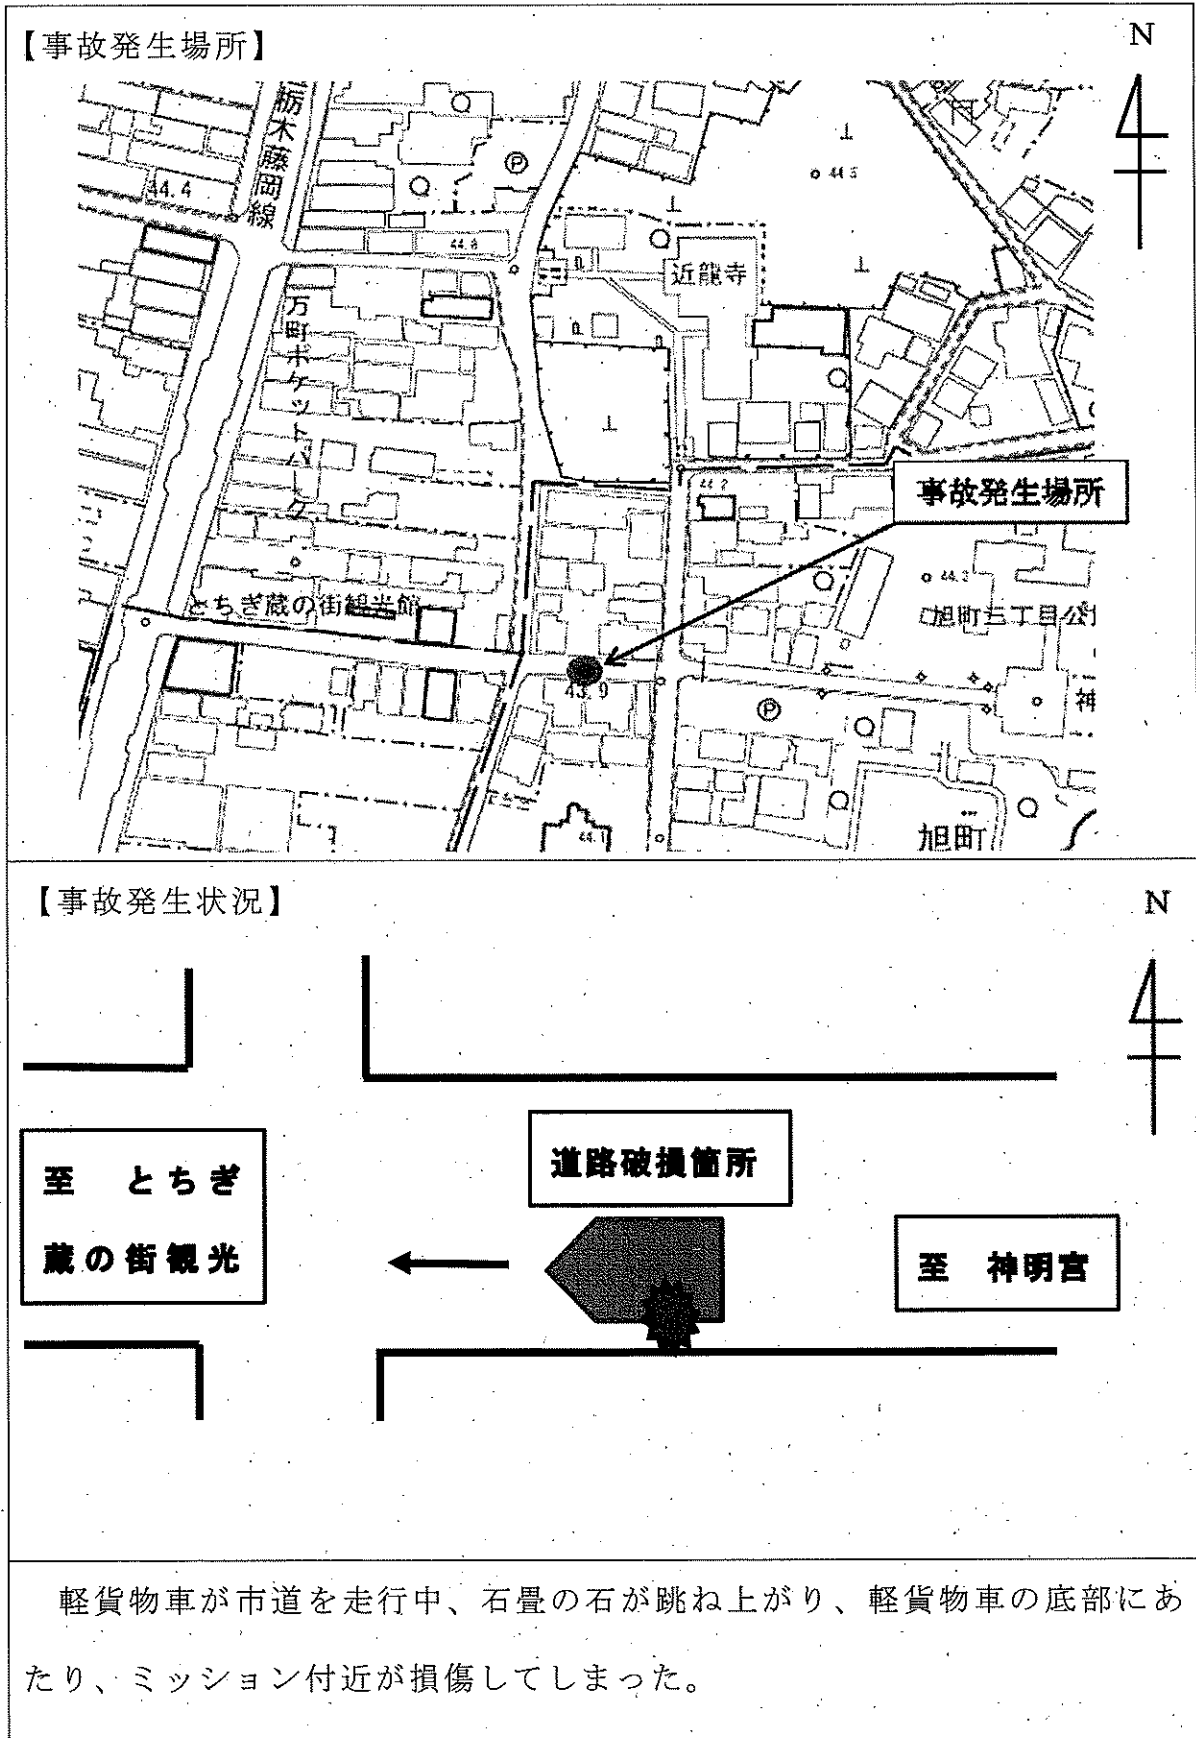 【事故発生場所】
N
栃木藤岡線
44.4
P
44.5
44.8
近龍寺
万町ポケットパーク
44.2
事故発生場所
44.3
とちぎ蔵の街観光館
旭町三丁目公
43.9
P
神
44.1
旭町
【事故発生状況】
N
道路破損箇所
至 とちぎ
蔵の街観光
至 神明宮
軽貨物車が市道を走行中、石畳の石が跳ね上がり、軽貨物車の底部にあ
たり、ミッション付近が損傷してしまった。